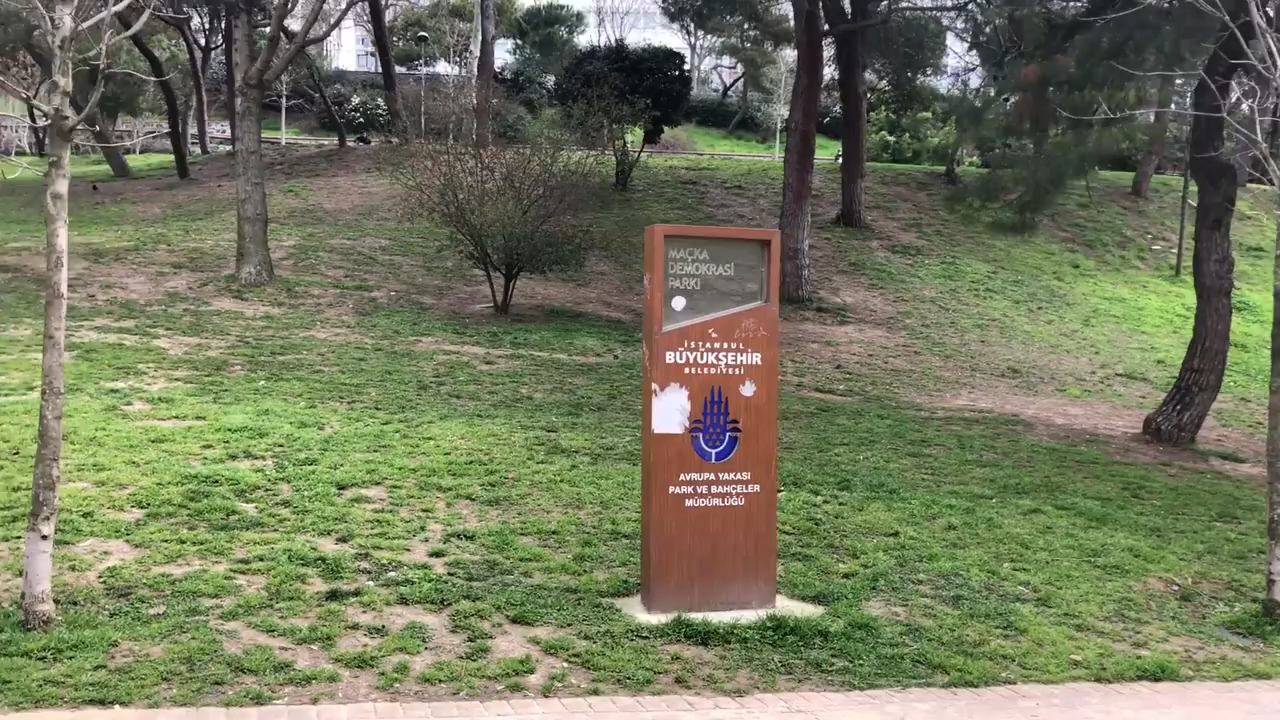 MAÇKA
DEMOKRASİ
PARKI
İSTANBUL
BÜYÜKŞEHİR
BELEDİYESİ
AVRUPA YAKASI
PARK VE BAHÇELER
MÜDÜRLÜĞÜ